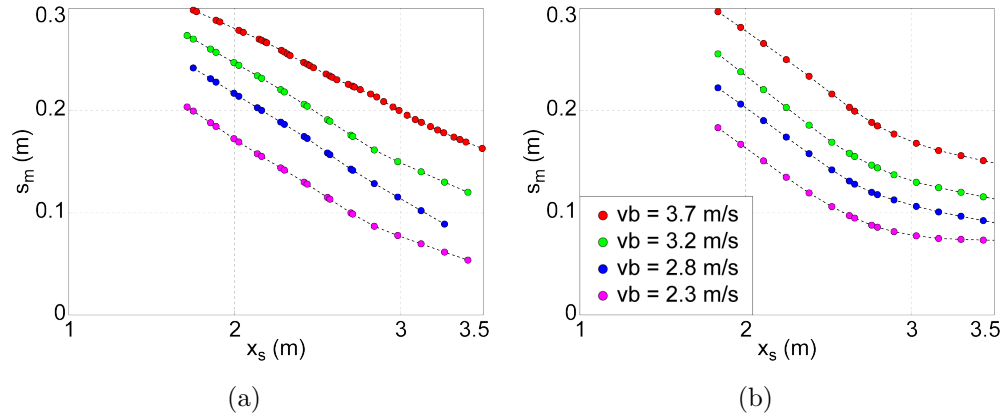 0.3
0.2
0.1
0
s_m (m)
1
2
3
3.5
x_s (m)
(a)
0.3
0.2
0.1
0
s_m (m)
vb = 3.7 m/s
vb = 3.2 m/s
vb = 2.8 m/s
vb = 2.3 m/s
1
2
3
3.5
x_s (m)
(b)